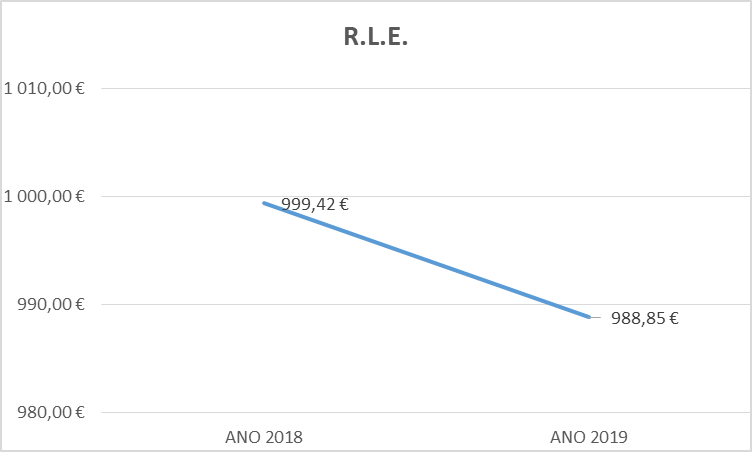 R.L.E.
1 010,00 €
1 000,00 €
999,42 €
990,00 €
988,85 €
980,00 €
ANO 2018
ANO 2019